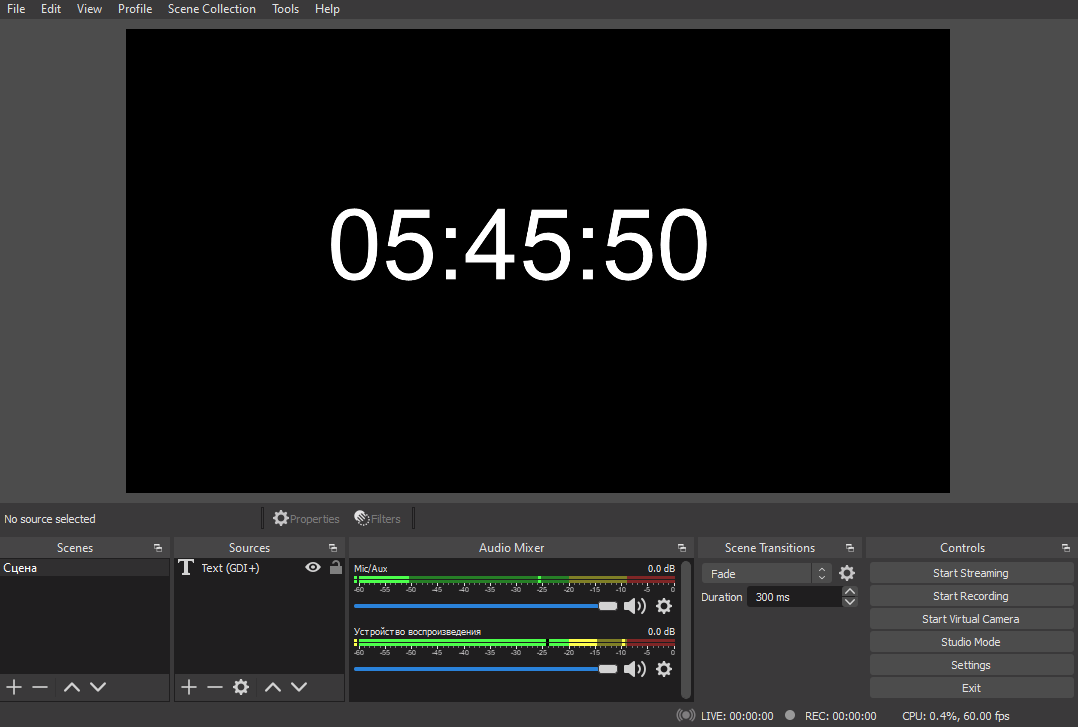 File Edit View Profile Scene Collection Tools Help
05:45:50
No source selected Properties Filters
Scenes Sources Audio Mixer Scene Transitions Controls
Сцена
Text (GDI+)
Mic/Aux 0.0 dB
-60 -55 -50 -45 -40 -35 -30 -25 -20 -15 -10 -5 0
Устройство воспроизведения 0.0 dB
-60 -55 -50 -45 -40 -35 -30 -25 -20 -15 -10 -5 0
Fade
Duration 300 ms
Start Streaming
Start Recording
Start Virtual Camera
Studio Mode
Settings
Exit
LIVE: 00:00:00 REC: 00:00:00 CPU: 0.4%, 60.00 fps